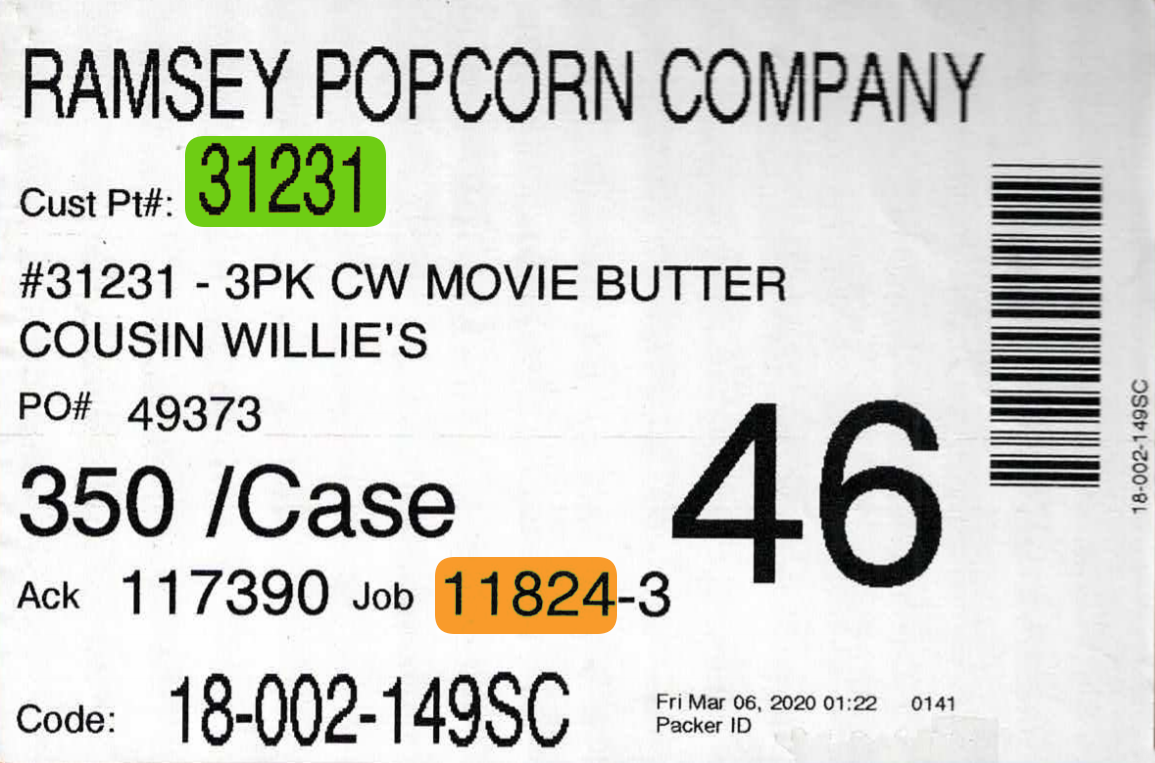 RAMSEY POPCORN COMPANY
Cust Pt#: 31231
#31231 - 3PK CW MOVIE BUTTER
COUSIN WILLIE'S
PO# 49373
350 /Case
46
Ack 117390 Job 11824-3
Code: 18-002-149SC
Fri Mar 06, 2020 01:22 0141
Packer ID
18-002-149SC